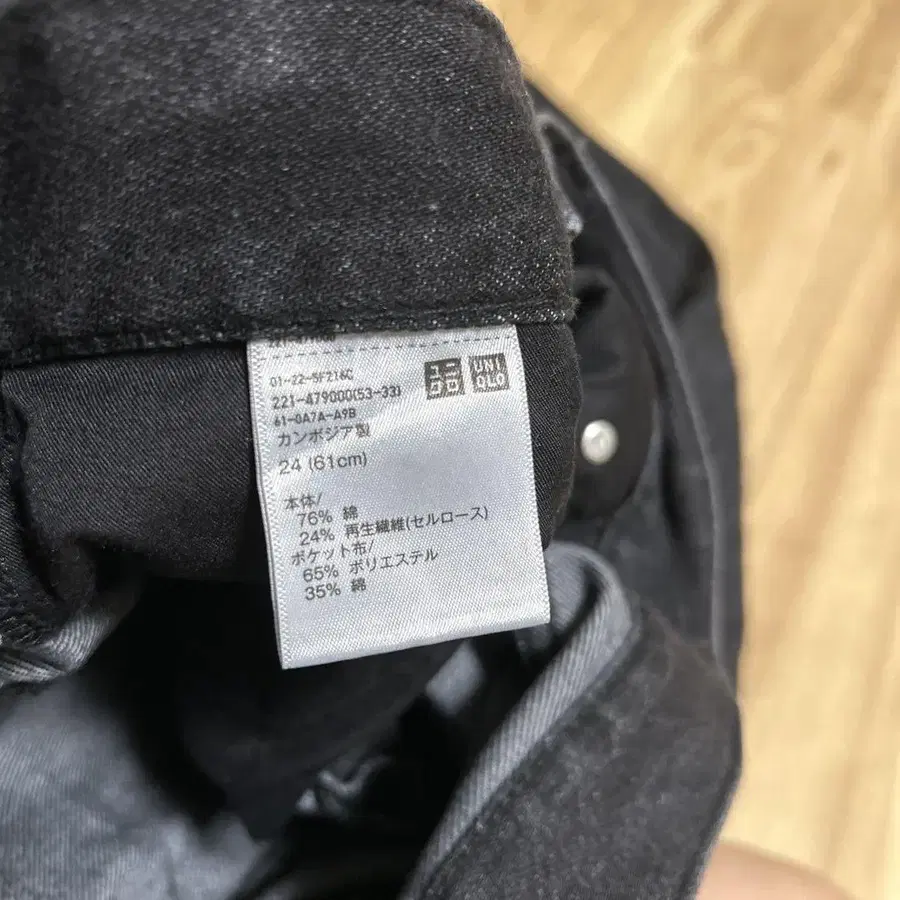 01-22-5F216C
221-479000(53-33)
61-0A7A-A9B
カンボジア製
24 (61cm)
本体/
76% 綿
24% 再生繊維(セルロース)
ポケット布/
65% ポリエステル
35% 綿
ユニ
クロ
UNI
QLO